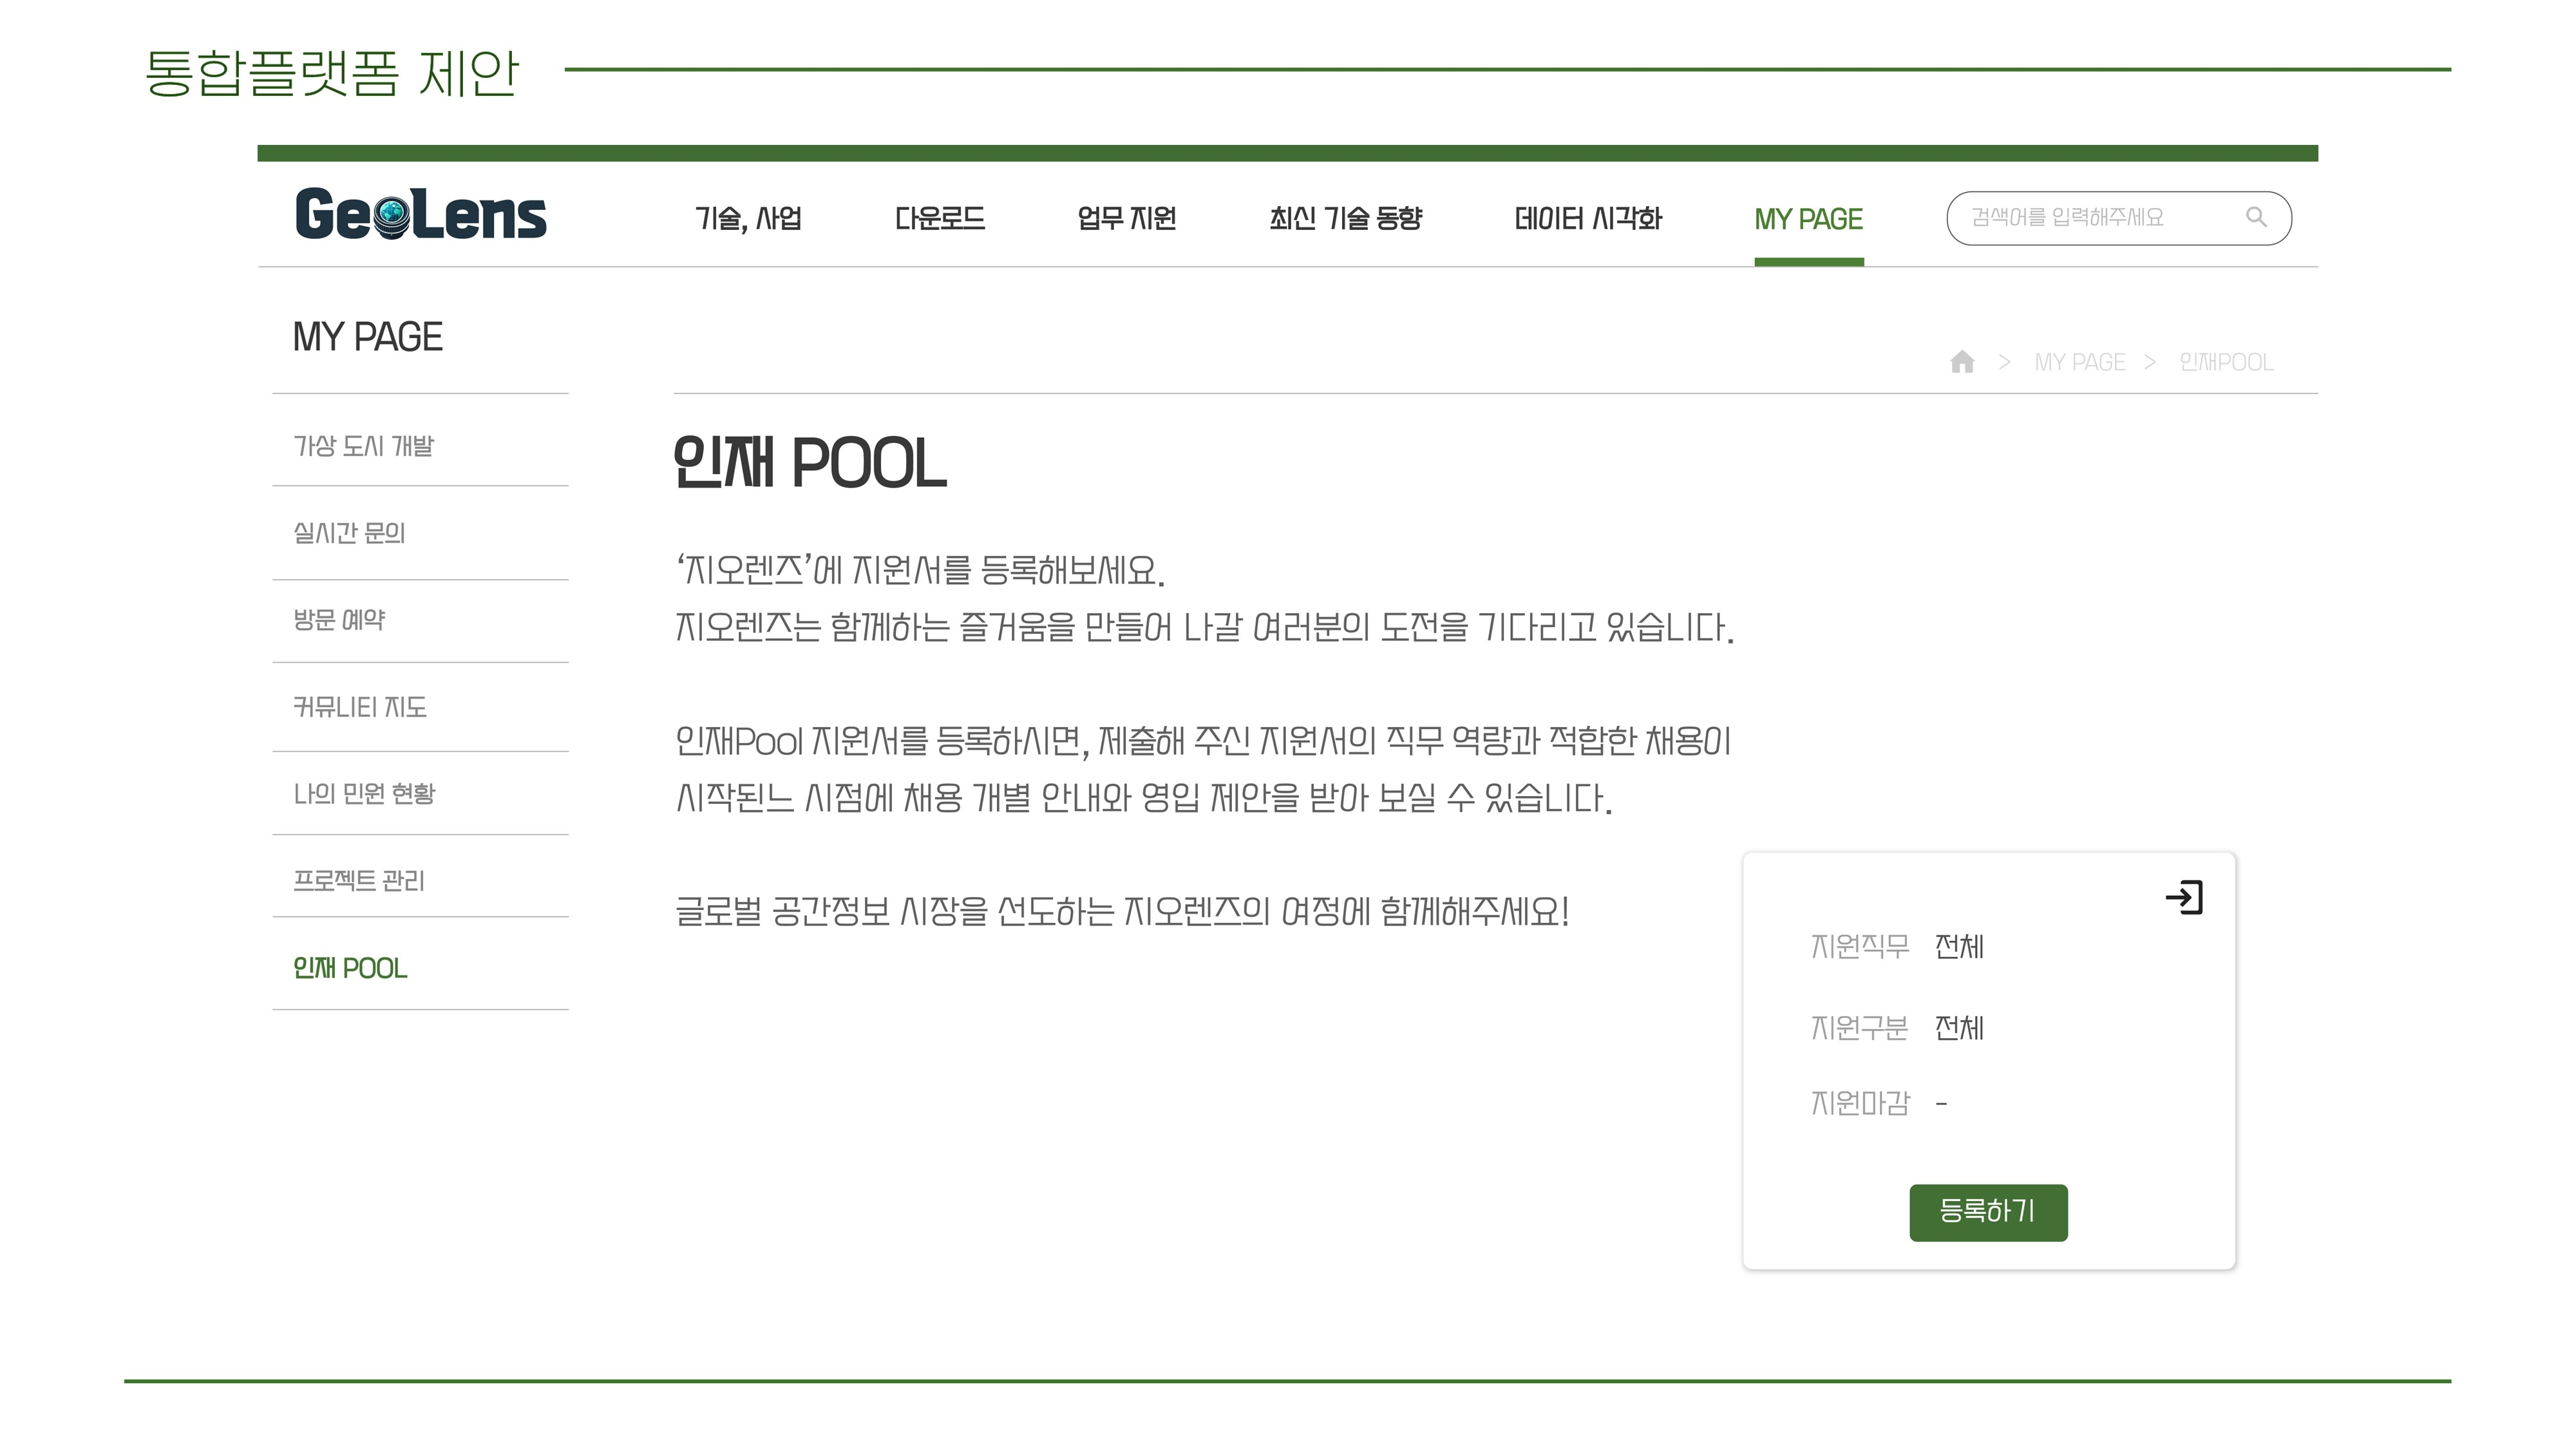 통합플랫폼 제안
GeoLens
기술, 사업
다운로드
업무 지원
최신 기술 동향
데이터 시각화
MY PAGE
검색어를 입력해주세요
MY PAGE
> MY PAGE > 인재POOL
가상 도시 개발
실시간 문의
방문 예약
커뮤니티 지도
나의 민원 현황
프로젝트 관리
인재 POOL
인재 POOL
‘지오렌즈’에 지원서를 등록해보세요.
지오렌즈는 함께하는 즐거움을 만들어 나갈 여러분의 도전을 기다리고 있습니다.
인재Pool 지원서를 등록하시면, 제출해 주신 지원서의 직무 역량과 적합한 채용이
시작된느 시점에 채용 개별 안내와 영입 제안을 받아 보실 수 있습니다.
글로벌 공간정보 시장을 선도하는 지오렌즈의 여정에 함께해주세요!
지원직무 전체
지원구분 전체
지원마감 -
등록하기